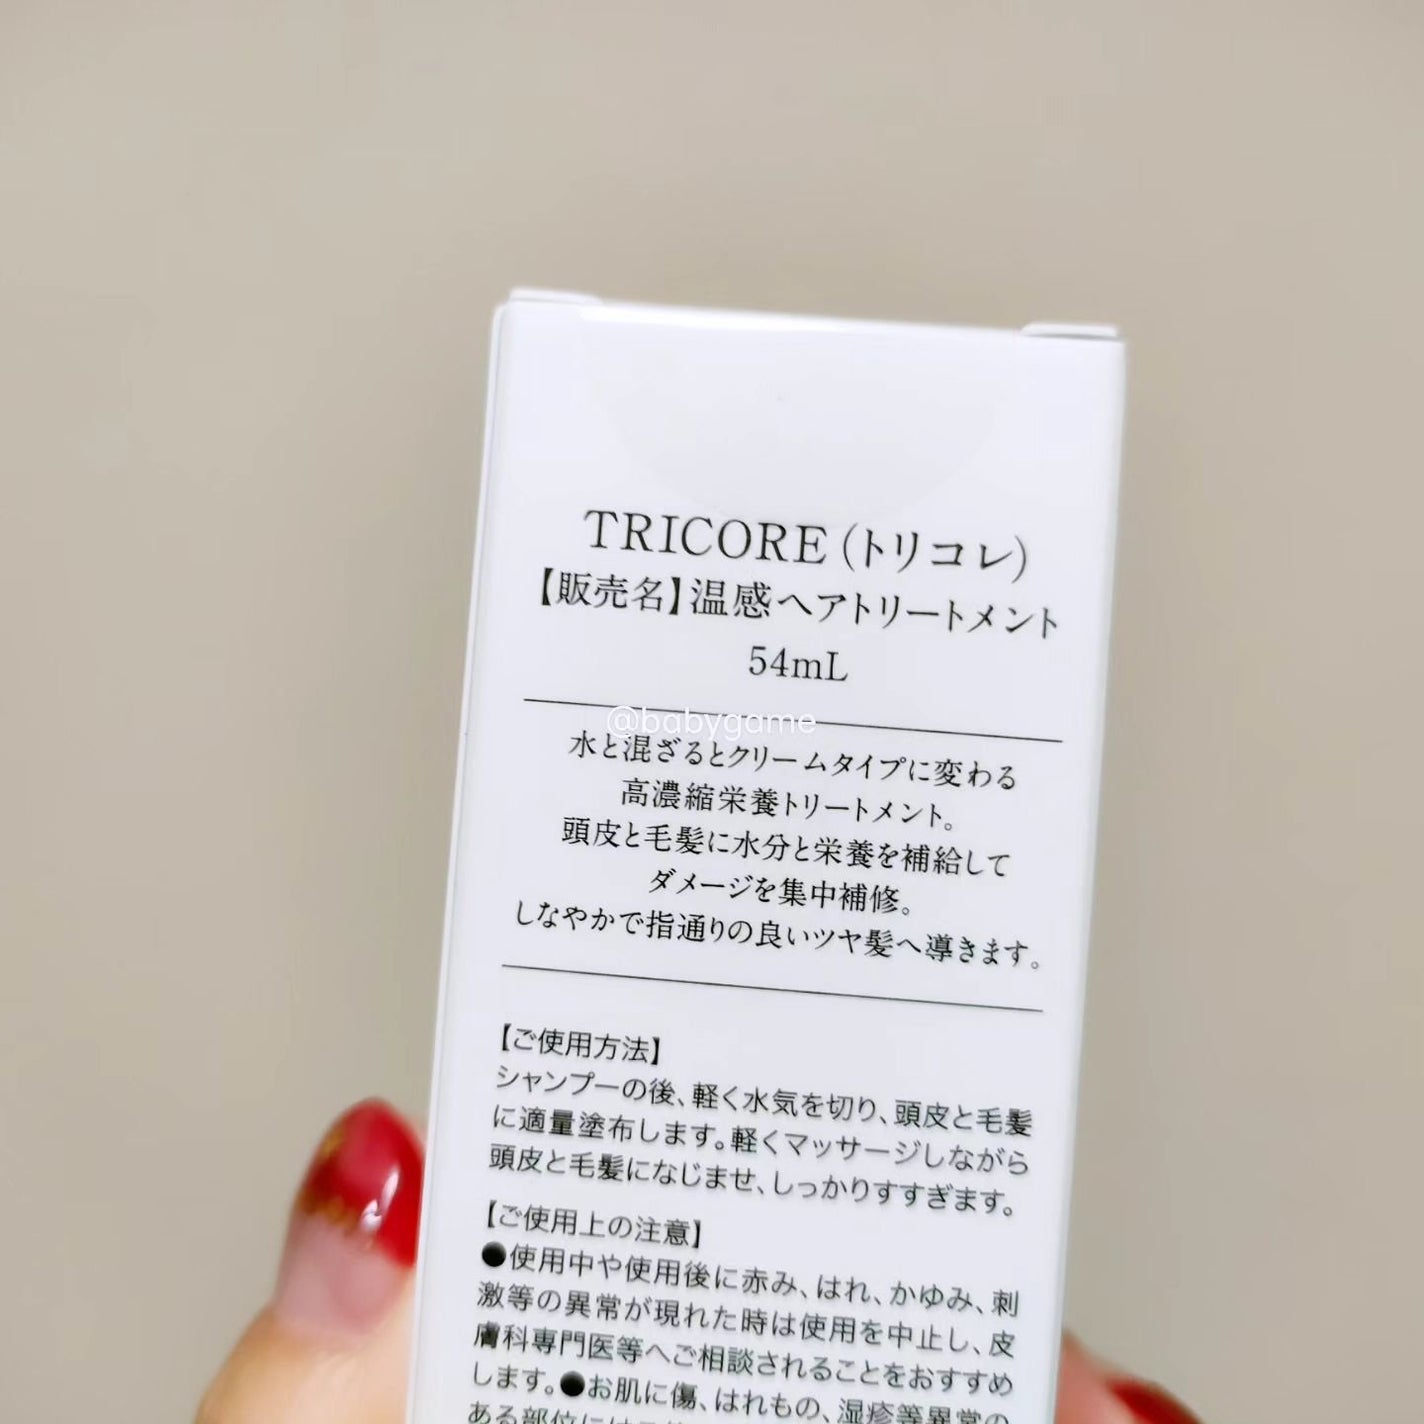 TRICORE(トリコレ)
【販売名】温感ヘアトリートメント
54mL
@babygame
水と混ざるとクリームタイプに変わる
高濃縮栄養トリートメント。
頭皮と毛髪に水分と栄養を補給して
ダメージを集中補修。
しなやかで指通りの良いツヤ髪へ導きます。
【ご使用方法】
シャンプーの後、軽く水気を切り、頭皮と毛髪
に適量塗布します。軽くマッサージしながら
頭皮と毛髪になじませ、しっかりすすぎます。
【ご使用上の注意】
●使用中や使用後に赤み、はれ、かゆみ、刺
激等の異常が現れた時は使用を中止し、皮
膚科専門医等へご相談されることをおすすめ
します。●お肌に傷、はれもの、湿疹等異常の
ある部位には